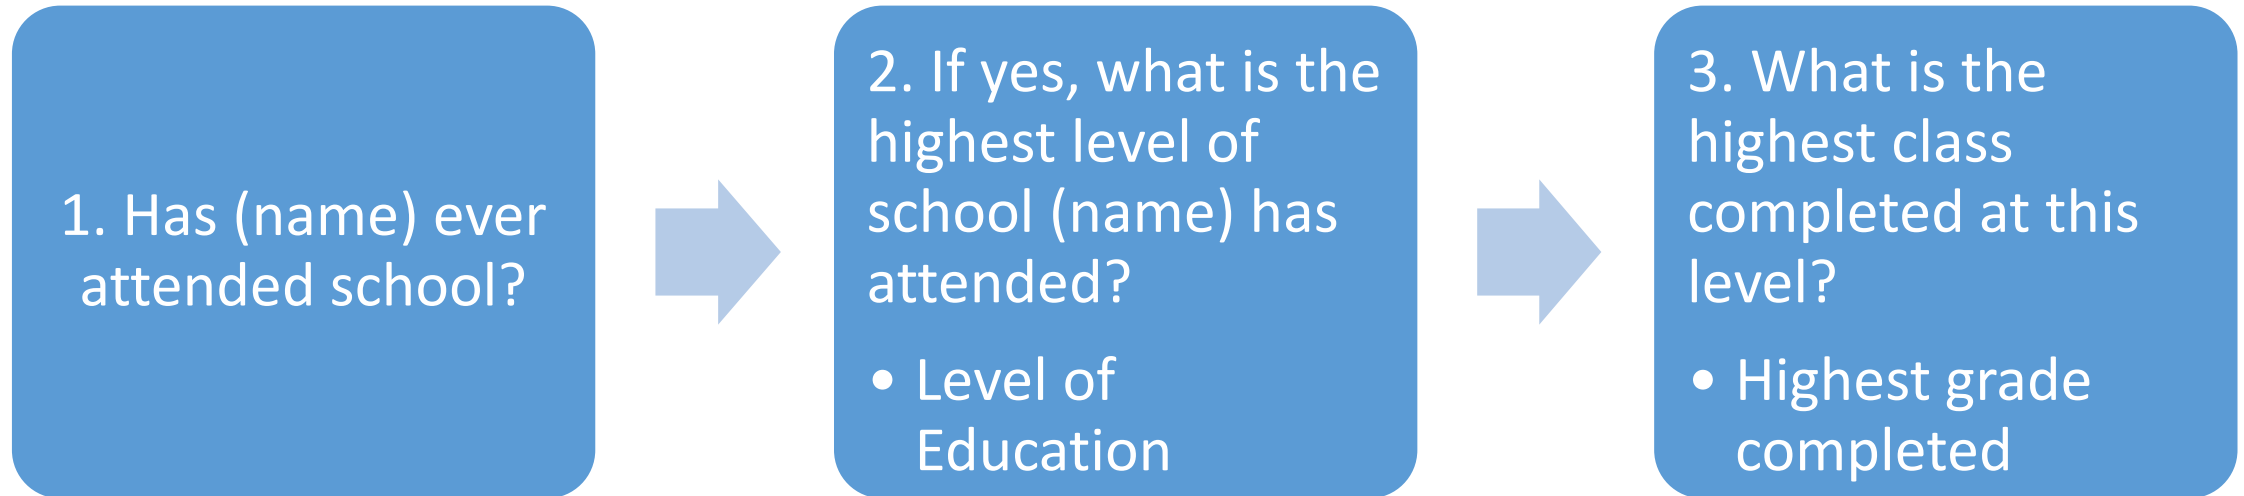 1. Has (name) ever
attended school?
2. If yes, what is the
highest level of
school (name) has
attended?
• Level of
Education
3. What is the
highest class
completed at this
level?
• Highest grade
completed